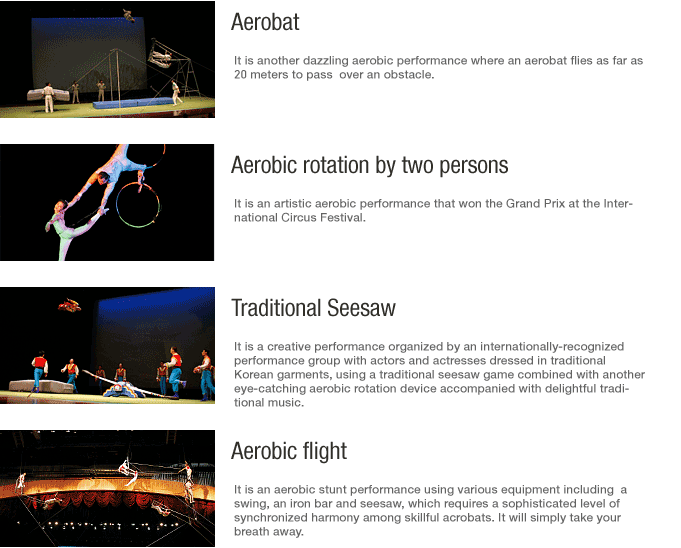 Aerobat
It is another dazzling aerobic performance where an aerobat flies as far as
20 meters to pass over an obstacle.
Aerobic rotation by two persons
It is an artistic aerobic performance that won the Grand Prix at the Inter-
national Circus Festival.
Traditional Seesaw
It is a creative performance organized by an internationally-recognized
performance group with actors and actresses dressed in traditional
Korean garments, using a traditional seesaw game combined with another
eye-catching aerobic rotation device accompanied with delightful tradi-
tional music.
Aerobic flight
It is an aerobic stunt performance using various equipment including a
swing, an iron bar and seesaw, which requires a sophisticated level of
synchronized harmony among skillful acrobats. It will simply take your
breath away.